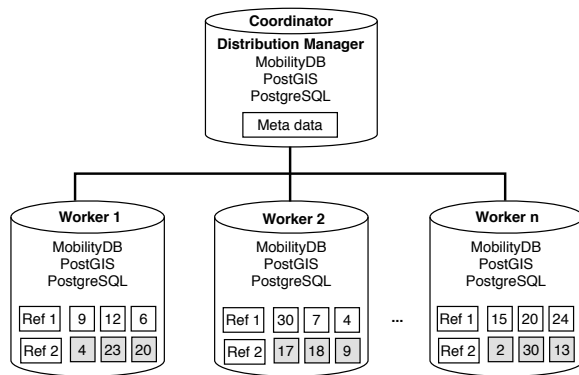 Coordinator
Distribution Manager
MobilityDB
PostGIS
PostgreSQL
Meta data
Worker 1
MobilityDB
PostGIS
PostgreSQL
Ref 1 9 12 6
Ref 2 4 23 20
Worker 2
MobilityDB
PostGIS
PostgreSQL
Ref 1 30 7 4
Ref 2 17 18 9
...
Worker n
MobilityDB
PostGIS
PostgreSQL
Ref 1 15 20 24
Ref 2 2 30 13